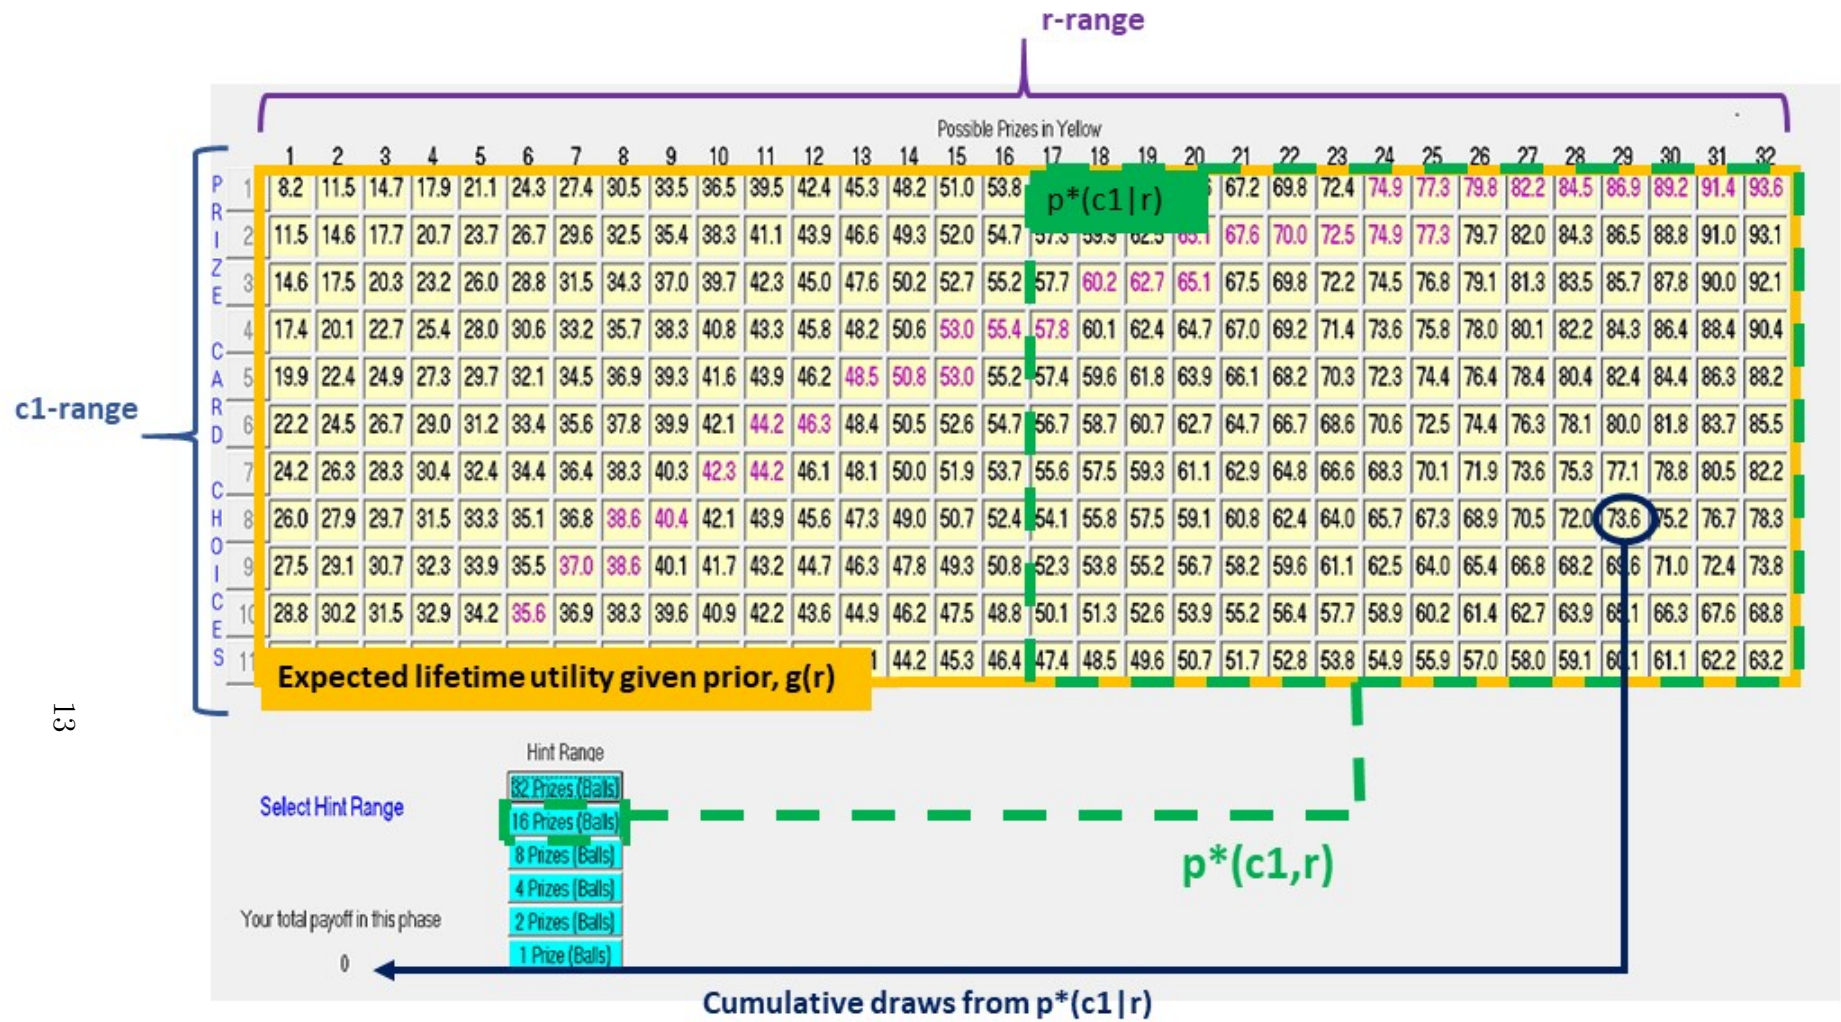 r-range
Possible Prizes in Yellow
1 2 3 4 5 6 7 8 9 10 11 12 13 14 15 16 17 18 19 20 21 22 23 24 25 26 27 28 29 30 31 32
PRIZE CARD CHOICES
1 8.2 11.5 14.7 17.9 21.1 24.3 27.4 30.5 33.5 36.5 39.5 42.4 45.3 48.2 51.0 53.8 p*(c1|r) 67.2 69.8 72.4 74.9 77.3 79.8 82.2 84.5 86.9 89.2 91.4 93.6
2 11.5 14.6 17.7 20.7 23.7 26.7 29.6 32.5 35.4 38.3 41.1 43.9 46.6 49.3 52.0 54.7 57.3 59.9 62.5 65.1 67.6 70.0 72.5 74.9 77.3 79.7 82.0 84.3 86.5 88.8 91.0 93.1
3 14.6 17.5 20.3 23.2 26.0 28.8 31.5 34.3 37.0 39.7 42.3 45.0 47.6 50.2 52.7 55.2 57.7 60.2 62.7 65.1 67.5 69.8 72.2 74.5 76.8 79.1 81.3 83.5 85.7 87.8 90.0 92.1
4 17.4 20.1 22.7 25.4 28.0 30.6 33.2 35.7 38.3 40.8 43.3 45.8 48.2 50.6 53.0 55.4 57.8 60.1 62.4 64.7 67.0 69.2 71.4 73.6 75.8 78.0 80.1 82.2 84.3 86.4 88.4 90.4
5 19.9 22.4 24.9 27.3 29.7 32.1 34.5 36.9 39.3 41.6 43.9 46.2 48.5 50.8 53.0 55.2 57.4 59.6 61.8 63.9 66.1 68.2 70.3 72.3 74.4 76.4 78.4 80.4 82.4 84.4 86.3 88.2
c1-range
6 22.2 24.5 26.7 29.0 31.2 33.4 35.6 37.8 39.9 42.1 44.2 46.3 48.4 50.5 52.6 54.7 56.7 58.7 60.7 62.7 64.7 66.7 68.6 70.6 72.5 74.4 76.3 78.1 80.0 81.8 83.7 85.5
7 24.2 26.3 28.3 30.4 32.4 34.4 36.4 38.3 40.3 42.3 44.2 46.1 48.1 50.0 51.9 53.7 55.6 57.5 59.3 61.1 62.9 64.8 66.6 68.3 70.1 71.9 73.6 75.3 77.1 78.8 80.5 82.2
8 26.0 27.9 29.7 31.5 33.3 35.1 36.8 38.6 40.4 42.1 43.9 45.6 47.3 49.0 50.7 52.4 54.1 55.8 57.5 59.1 60.8 62.4 64.0 65.7 67.3 68.9 70.5 72.0 73.6 75.2 76.7 78.3
9 27.5 29.1 30.7 32.3 33.9 35.5 37.0 38.6 40.1 41.7 43.2 44.7 46.3 47.8 49.3 50.8 52.3 53.8 55.2 56.7 58.2 59.6 61.1 62.5 64.0 65.4 66.8 68.2 69.6 71.0 72.4 73.8
10 28.8 30.2 31.5 32.9 34.2 35.6 36.9 38.3 39.6 40.9 42.2 43.6 44.9 46.2 47.5 48.8 50.1 51.3 52.6 53.9 55.2 56.4 57.7 58.9 60.2 61.4 62.7 63.9 65.1 66.3 67.6 68.8
11 44.2 45.3 46.4 47.4 48.5 49.6 50.7 51.7 52.8 53.8 54.9 55.9 57.0 58.0 59.1 60.1 61.1 62.2 63.2
Expected lifetime utility given prior, g(r)
13
Hint Range
Select Hint Range
32 Prizes (Balls)
16 Prizes (Balls)
8 Prizes (Balls)
4 Prizes (Balls)
2 Prizes (Balls)
1 Prize (Balls)
p*(c1,r)
Your total payoff in this phase
0
Cumulative draws from p*(c1|r)